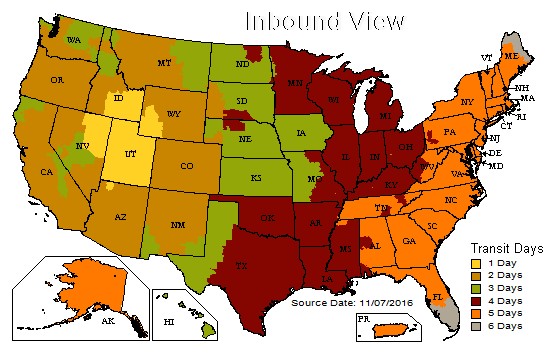 Inbound View
WA
OR
CA
NV
ID
MT
WY
UT
CO
AZ
NM
ND
SD
NE
KS
OK
TX
MN
IA
MO
AR
LA
WI
IL
IN
MI
OH
KY
TN
MS
AL
GA
FL
SC
NC
VA
WV
PA
NY
VT
ME
NH
MA
RI
CT
NJ
DE
MD
AK
HI
PR
Transit Days
1 Day
2 Days
3 Days
4 Days
5 Days
6 Days
Source Date: 11/07/2016